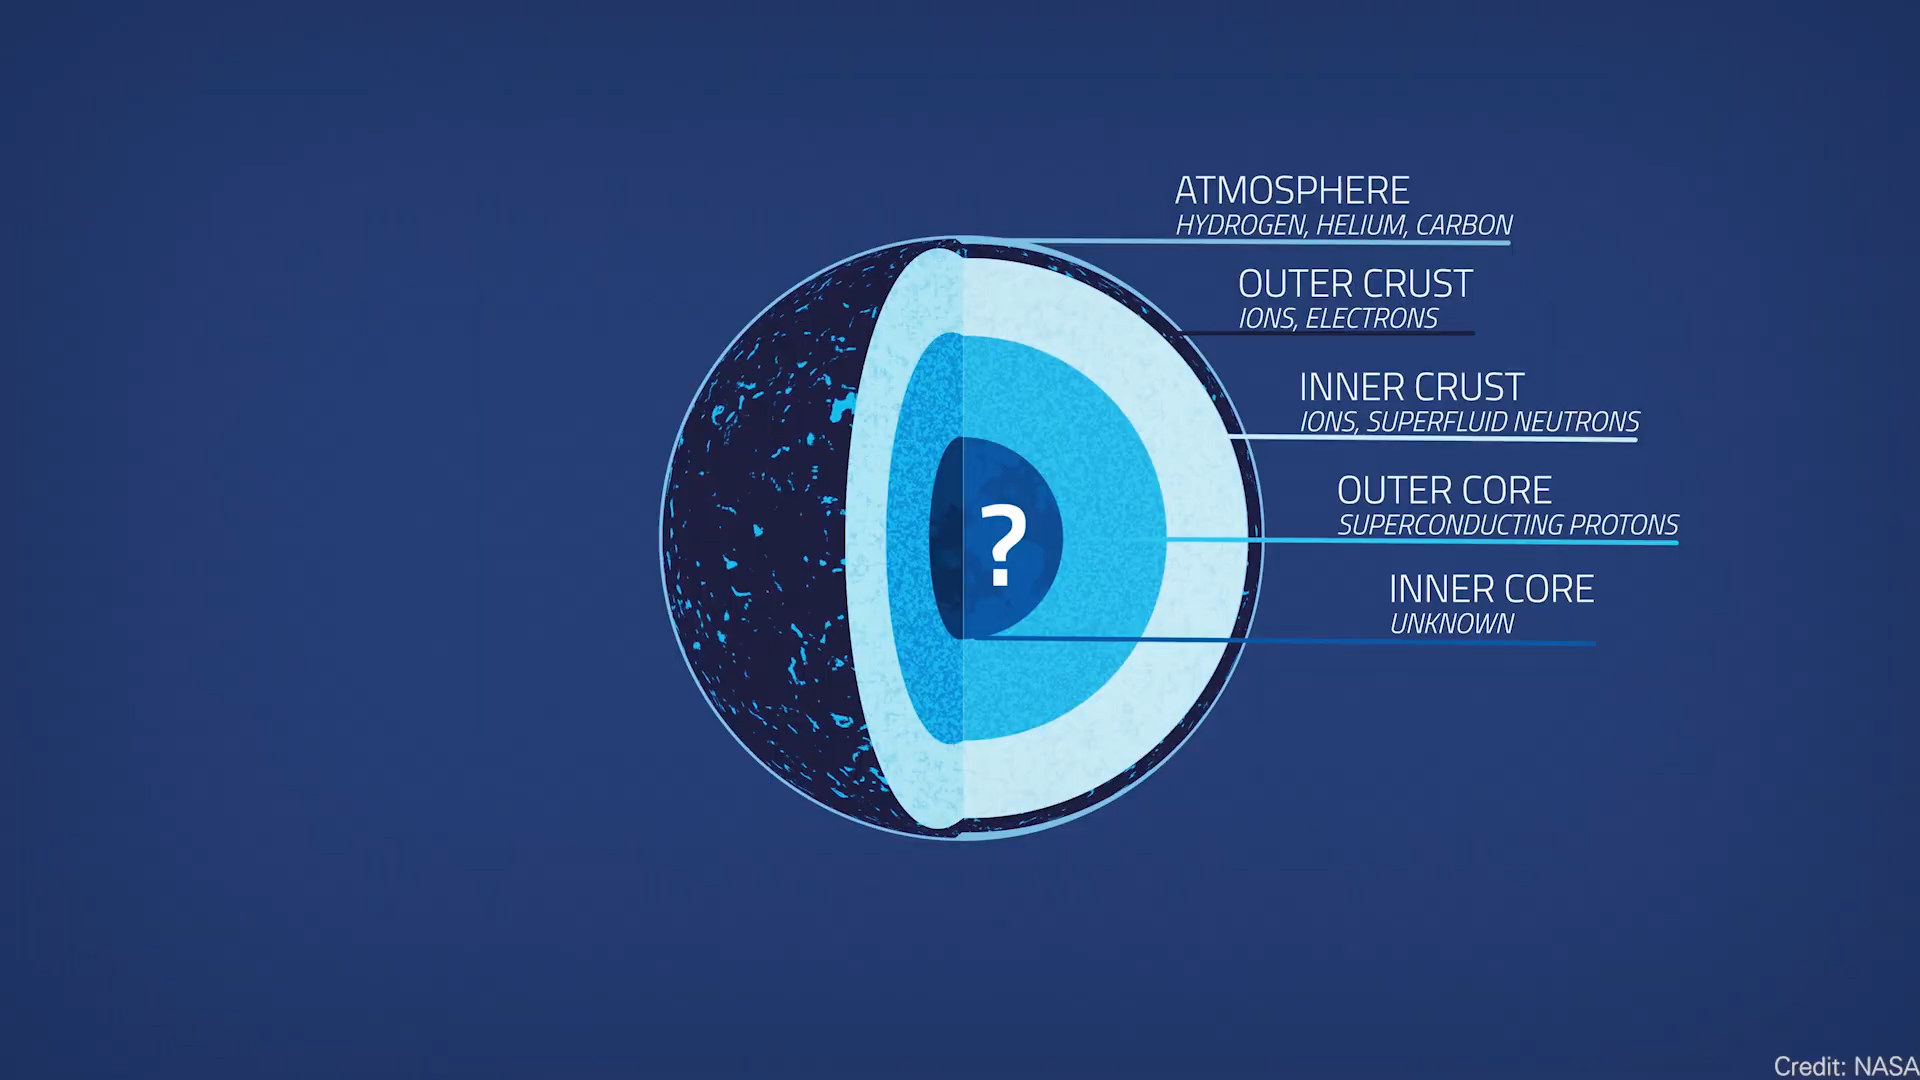 ATMOSPHERE
HYDROGEN, HELIUM, CARBON
OUTER CRUST
IONS, ELECTRONS
INNER CRUST
IONS, SUPERFLUID NEUTRONS
OUTER CORE
SUPERCONDUCTING PROTONS
?
INNER CORE
UNKNOWN
Credit: NASA